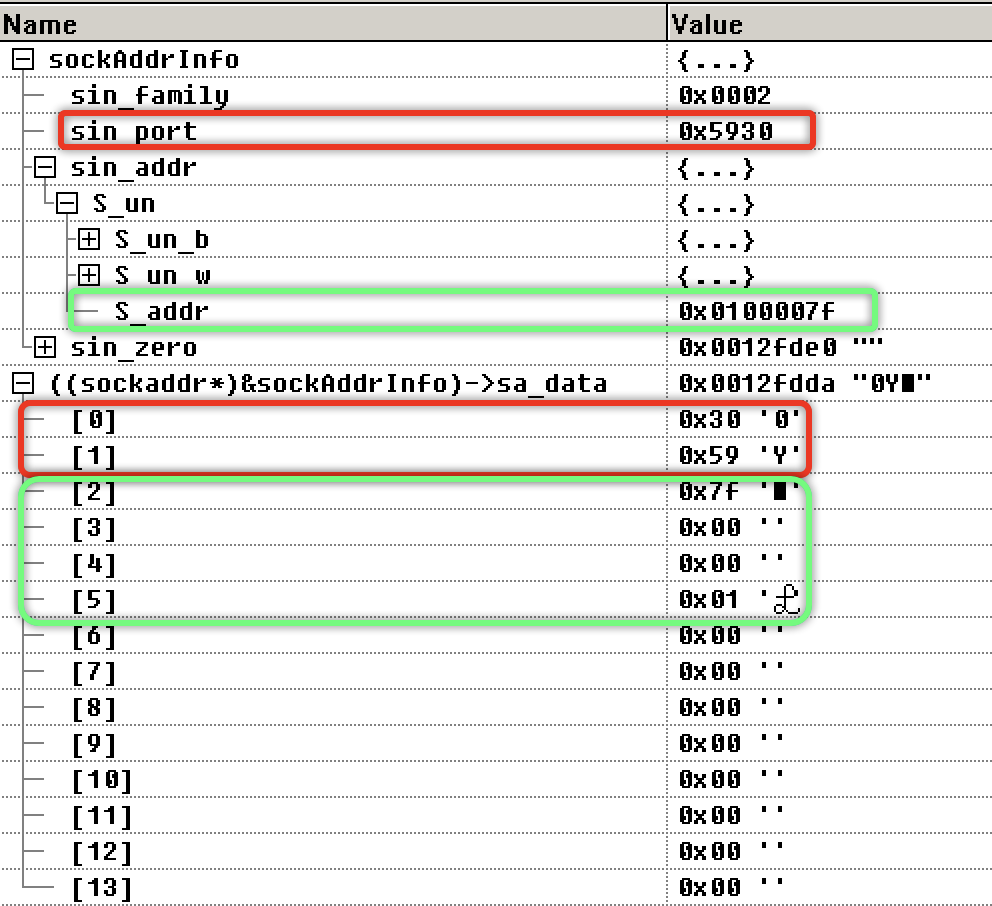 Name Value
sockAddrInfo {...}
sin_family 0x0002
sin_port 0x5930
sin_addr {...}
S_un {...}
S_un_b {...}
S_un_w {...}
S_addr 0x0100007f
sin_zero 0x0012fde0 ""
((sockaddr*)&sockAddrInfo)->sa_data 0x0012fdda "0Y■"
[0] 0x30 '0'
[1] 0x59 'Y'
[2] 0x7f '■'
[3] 0x00 ''
[4] 0x00 ''
[5] 0x01 '
[6] 0x00 ''
[7] 0x00 ''
[8] 0x00 ''
[9] 0x00 ''
[10] 0x00 ''
[11] 0x00 ''
[12] 0x00 ''
[13] 0x00 ''